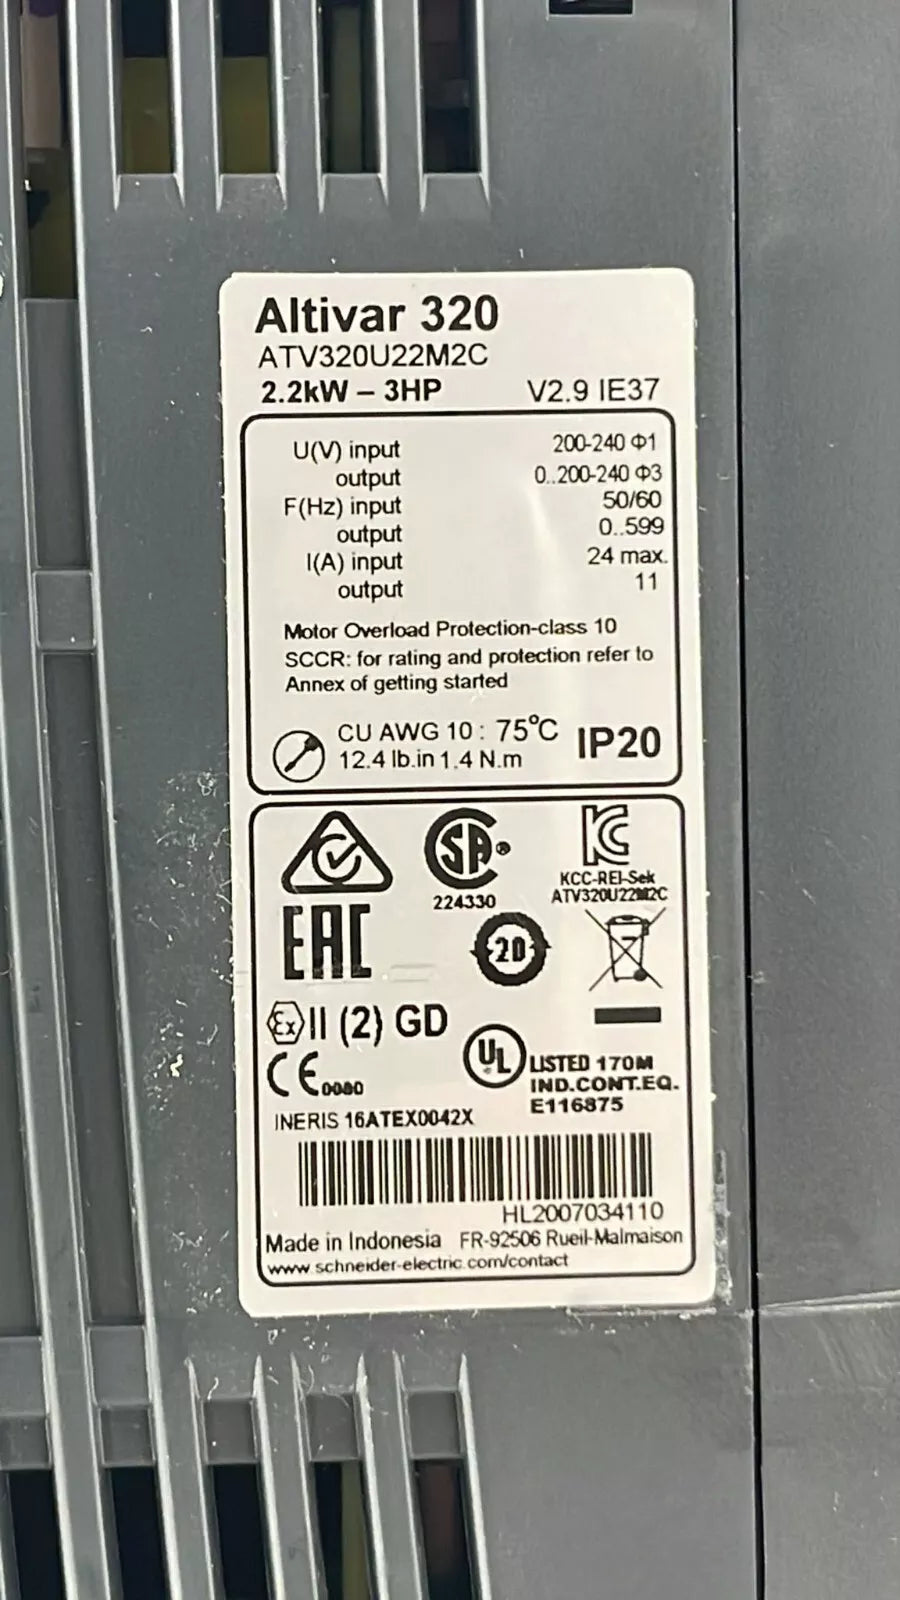 Altivar 320
ATV320U22M2C
2.2kW – 3HP V2.9 IE37
U(V) input 200-240 Φ1
output 0..200-240 Φ3
F(Hz) input 50/60
output 0..599
I(A) input 24 max.
output 11
Motor Overload Protection-class 10
SCCR: for rating and protection refer to
Annex of getting started
CU AWG 10 : 75°C
12.4 lb.in 1.4 N.m
IP20
SA®
224330
KC
KCC-REI-Sek
ATV320U22M2C
EAC
20
Ex II (2) GD
CE 0080
UL LISTED 170M
IND.CONT.EQ.
E116875
INERIS 16ATEX0042X
HL2007034110
Made in Indonesia FR-92506 Rueil-Malmaison
www.schneider-electric.com/contact